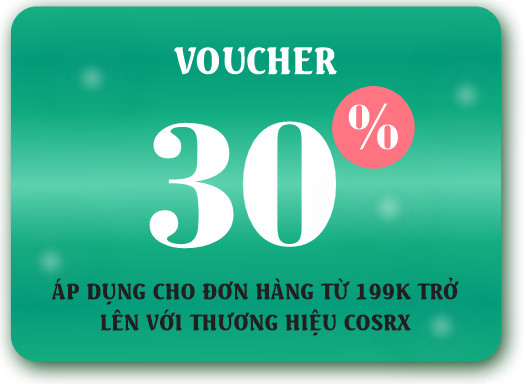 VOUCHER
30%
ÁP DỤNG CHO ĐƠN HÀNG TỪ 199K TRỞ
LÊN VỚI THƯƠNG HIỆU COSRX